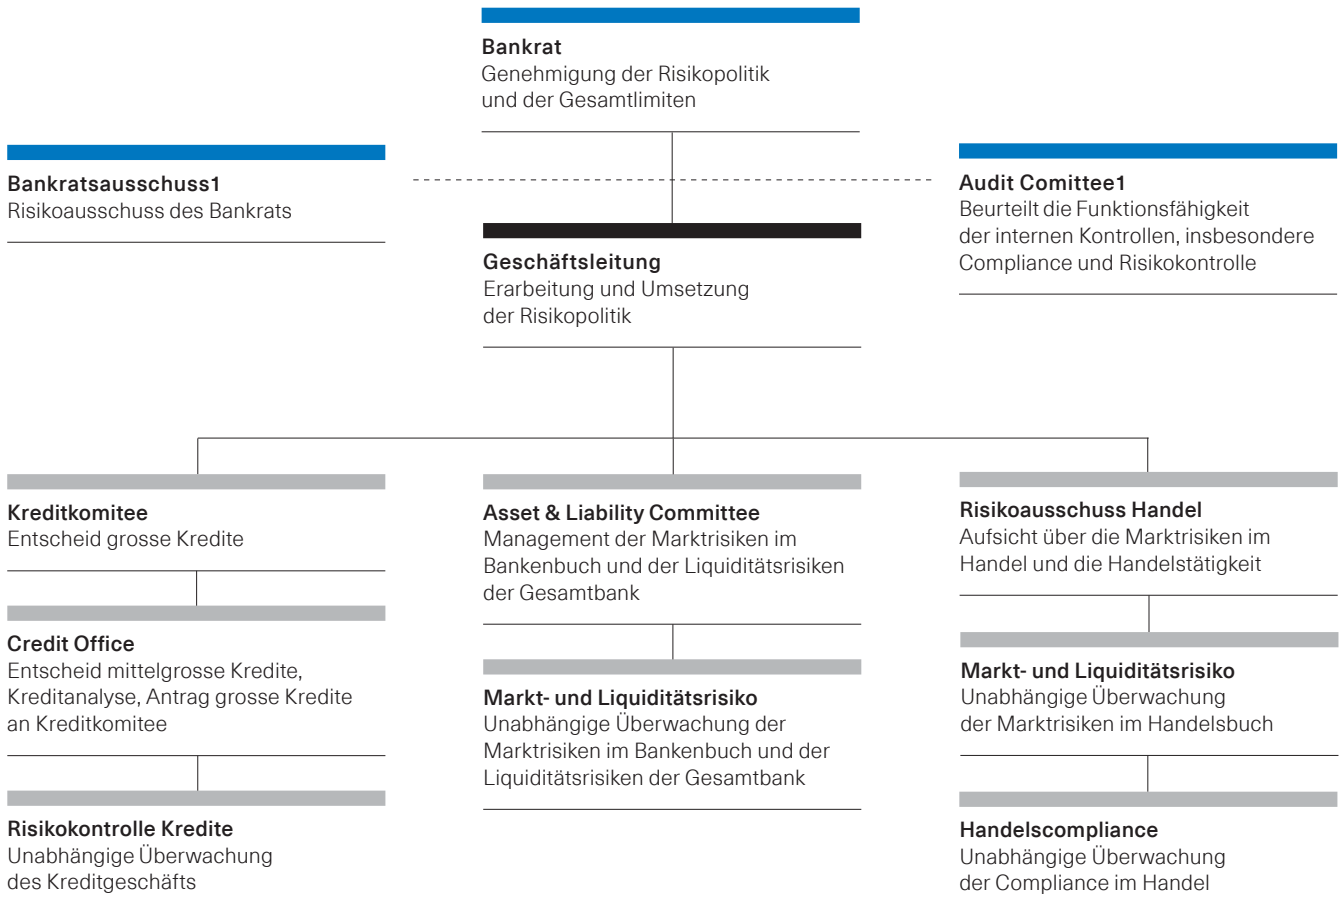 Bankrat
Genehmigung der Risikopolitik
und der Gesamtlimiten
Bankratsausschuss1
Risikoausschuss des Bankrats
Audit Comittee1
Beurteilt die Funktionsfähigkeit
der internen Kontrollen, insbesondere
Compliance und Risikokontrolle
Geschäftsleitung
Erarbeitung und Umsetzung
der Risikopolitik
Kreditkomitee
Entscheid grosse Kredite
Credit Office
Entscheid mittelgrosse Kredite,
Kreditanalyse, Antrag grosse Kredite
an Kreditkomitee
Risikokontrolle Kredite
Unabhängige Überwachung
des Kreditgeschäfts
Asset & Liability Committee
Management der Marktrisiken im
Bankenbuch und der Liquiditätsrisiken
der Gesamtbank
Markt- und Liquiditätsrisiko
Unabhängige Überwachung der
Marktrisiken im Bankenbuch und der
Liquiditätsrisiken der Gesamtbank
Risikoausschuss Handel
Aufsicht über die Marktrisiken im
Handel und die Handelstätigkeit
Markt- und Liquiditätsrisiko
Unabhängige Überwachung
der Marktrisiken im Handelsbuch
Handelscompliance
Unabhängige Überwachung
der Compliance im Handel